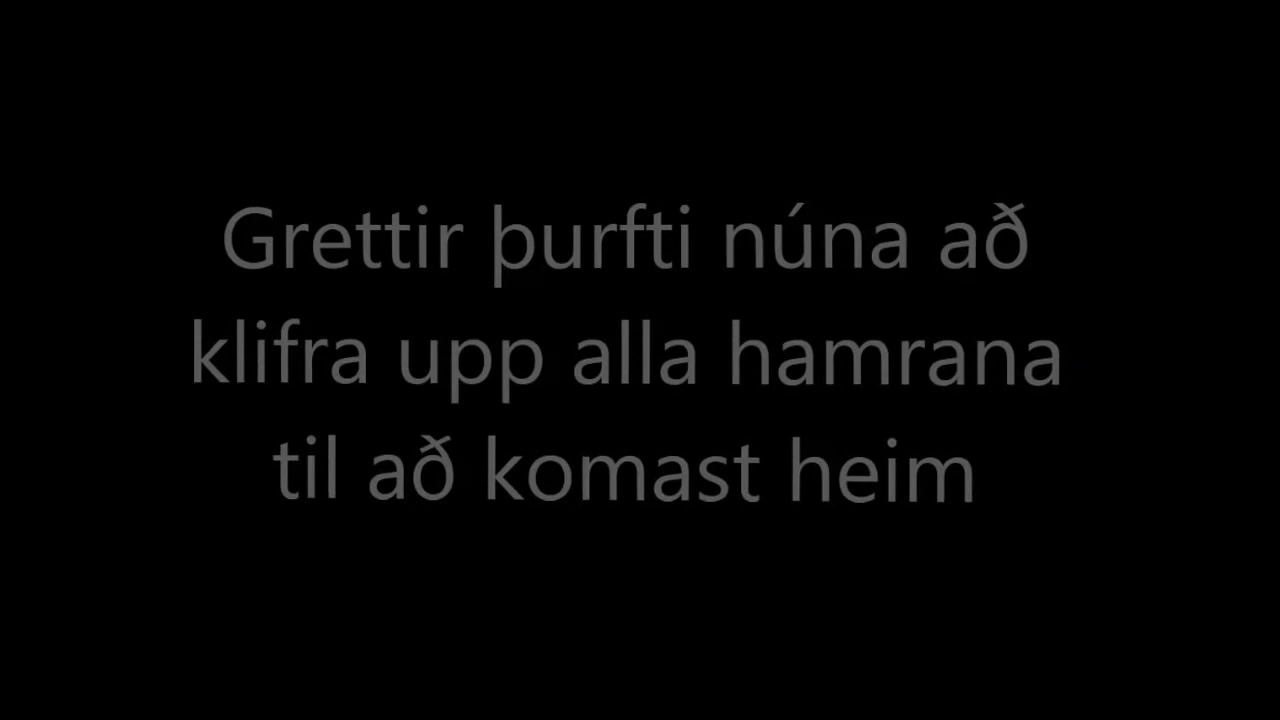 Grettir þurfti núna að
klifra upp alla hamrana
til að komast heim